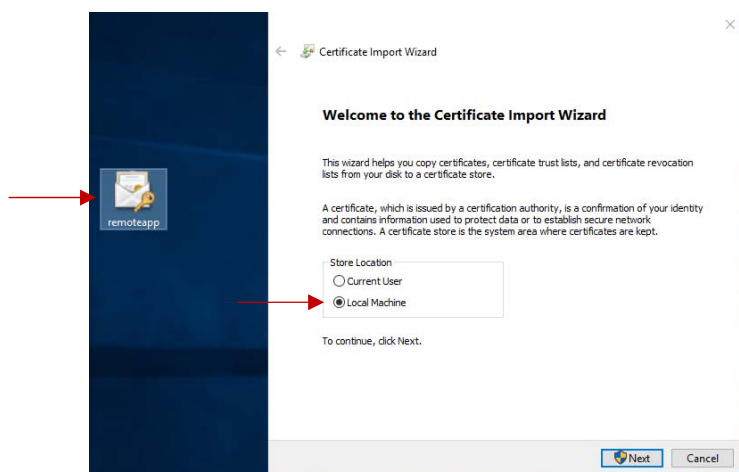 Certificate Import Wizard
Welcome to the Certificate Import Wizard
This wizard helps you copy certificates, certificate trust lists, and certificate revocation
lists from your disk to a certificate store.
A certificate, which is issued by a certification authority, is a confirmation of your identity
and contains information used to protect data or to establish secure network
connections. A certificate store is the system area where certificates are kept.
remoteapp
Store Location
Current User
Local Machine
To continue, click Next.
Next Cancel